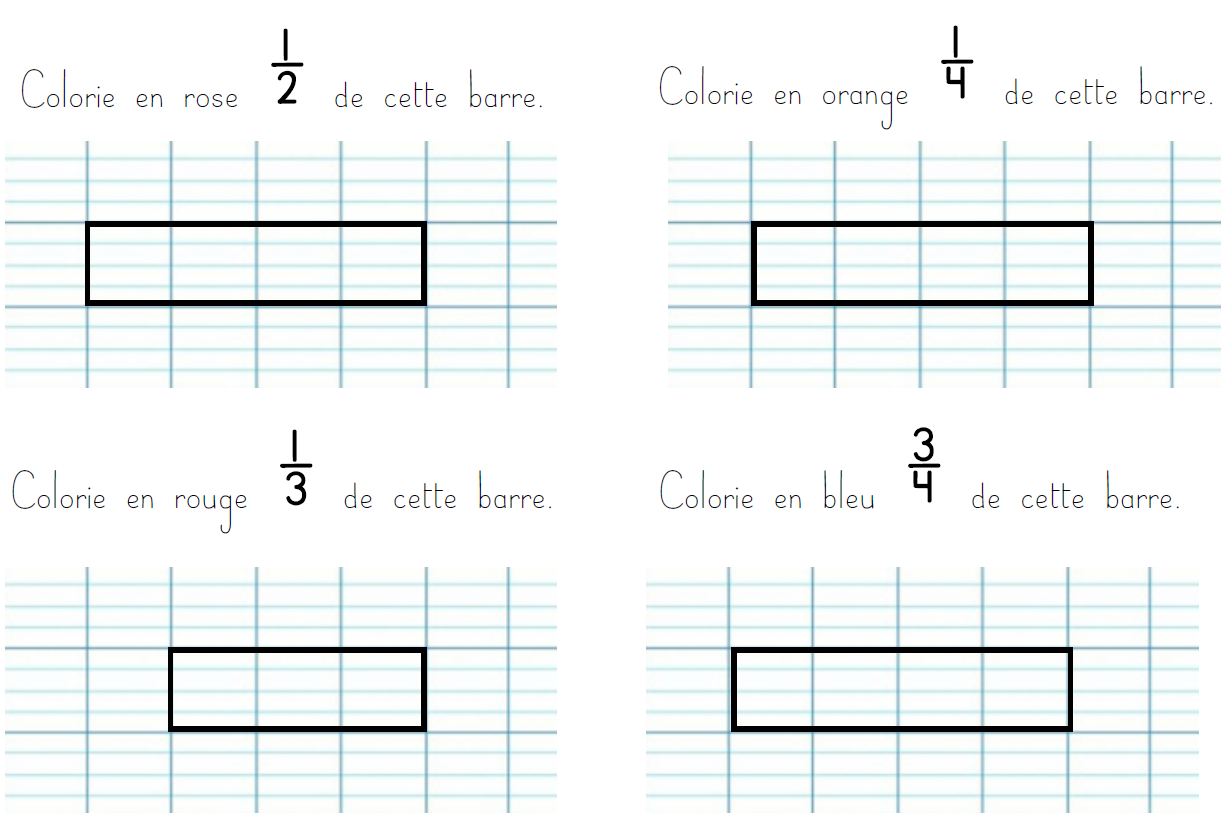 Colorie en rose 1/2 de cette barre.
Colorie en orange 1/4 de cette barre.
Colorie en rouge 1/3 de cette barre.
Colorie en bleu 3/4 de cette barre.